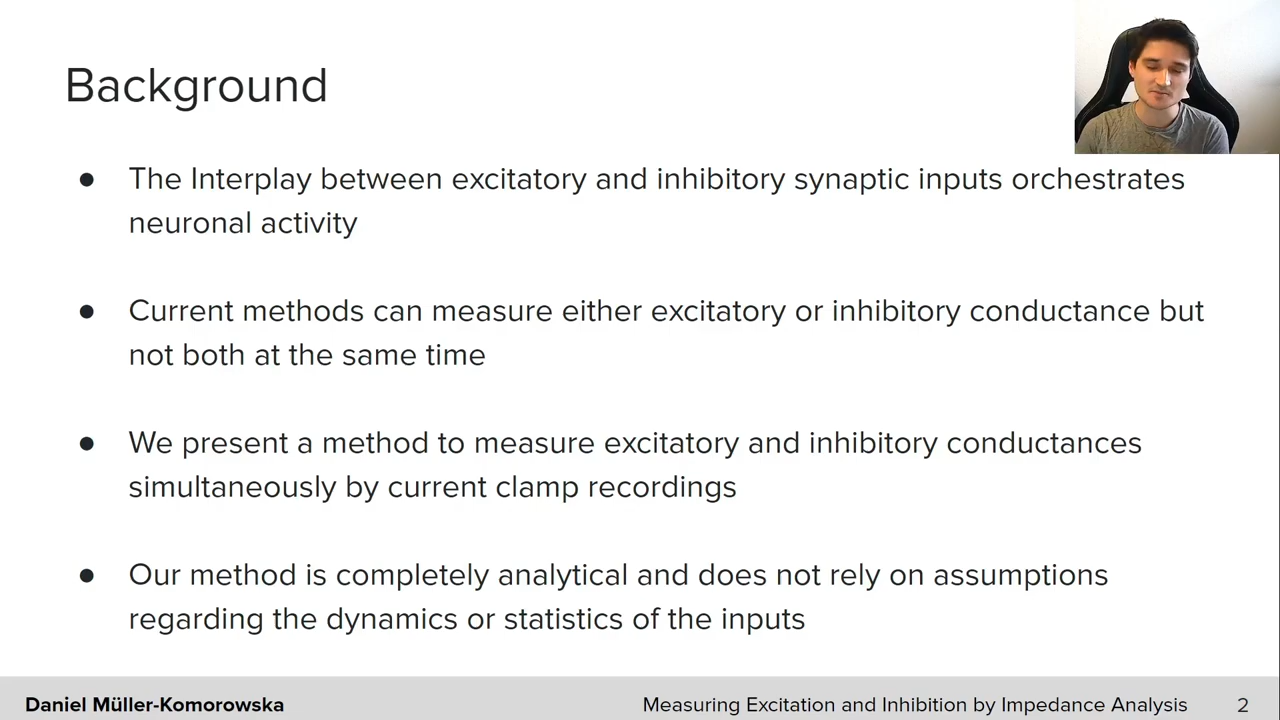 Background
● The Interplay between excitatory and inhibitory synaptic inputs orchestrates
neuronal activity
● Current methods can measure either excitatory or inhibitory conductance but
not both at the same time
● We present a method to measure excitatory and inhibitory conductances
simultaneously by current clamp recordings
● Our method is completely analytical and does not rely on assumptions
regarding the dynamics or statistics of the inputs
Daniel Müller-Komorowska
Measuring Excitation and Inhibition by Impedance Analysis
2